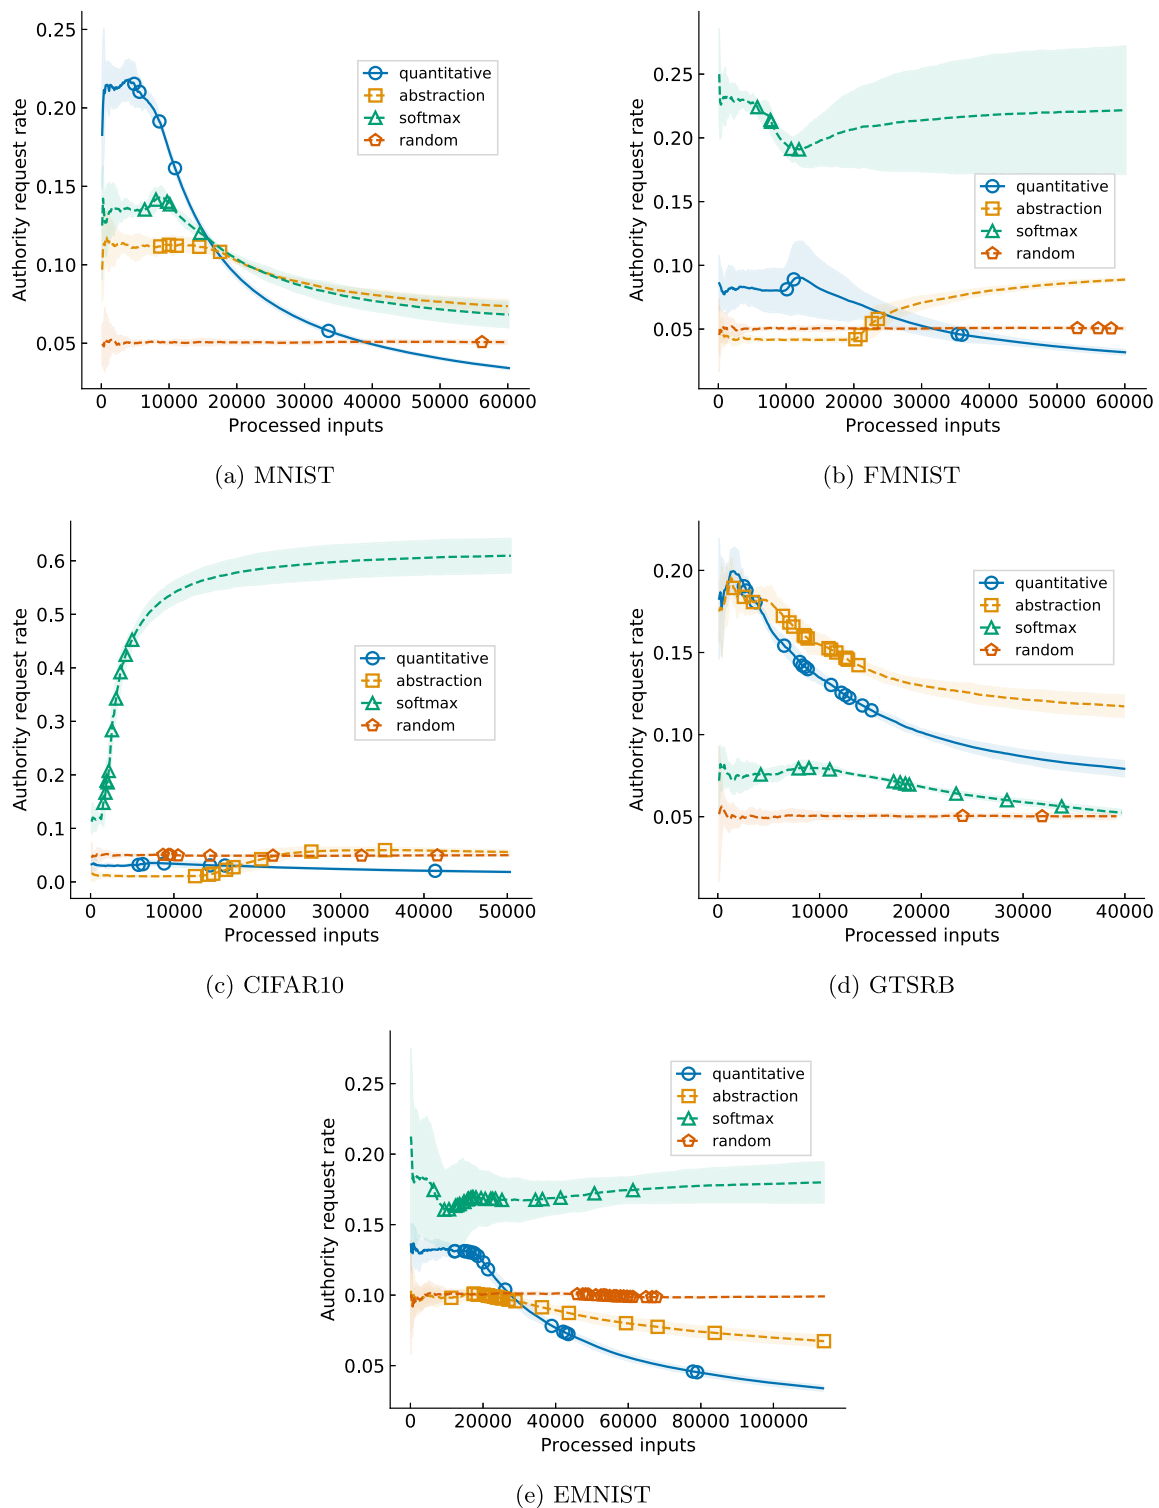 0.25
0.20
0.15
0.10
0.05
Authority request rate
quantitative
abstraction
softmax
random
0 10000 20000 30000 40000 50000 60000
Processed inputs
(a) MNIST
0.25
0.20
0.15
0.10
0.05
Authority request rate
quantitative
abstraction
softmax
random
0 10000 20000 30000 40000 50000 60000
Processed inputs
(b) FMNIST
0.6
0.5
0.4
0.3
0.2
0.1
0.0
Authority request rate
quantitative
abstraction
softmax
random
0 10000 20000 30000 40000 50000
Processed inputs
(c) CIFAR10
0.20
0.15
0.10
0.05
Authority request rate
quantitative
abstraction
softmax
random
0 10000 20000 30000 40000
Processed inputs
(d) GTSRB
0.25
0.20
0.15
0.10
0.05
Authority request rate
quantitative
abstraction
softmax
random
0 20000 40000 60000 80000 100000
Processed inputs
(e) EMNIST